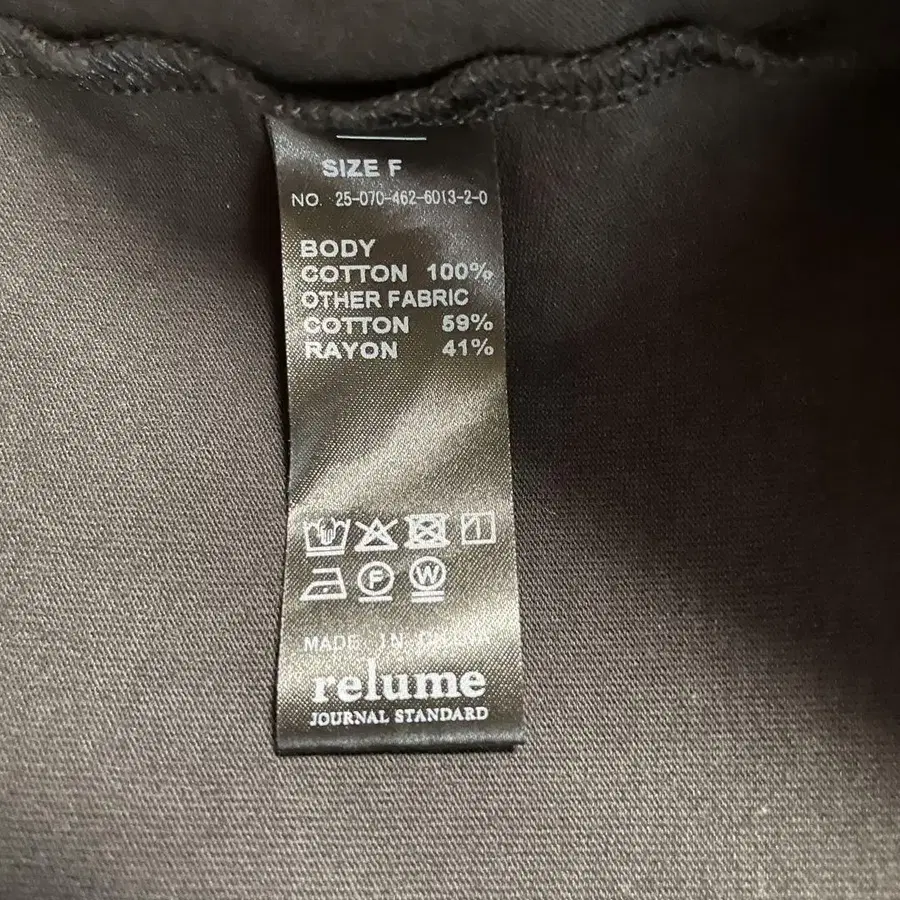 SIZE F
NO. 25-070-462-6013-2-0
BODY
COTTON 100%
OTHER FABRIC
COTTON 59%
RAYON 41%
F W
MADE IN CHINA
relume
JOURNAL STANDARD